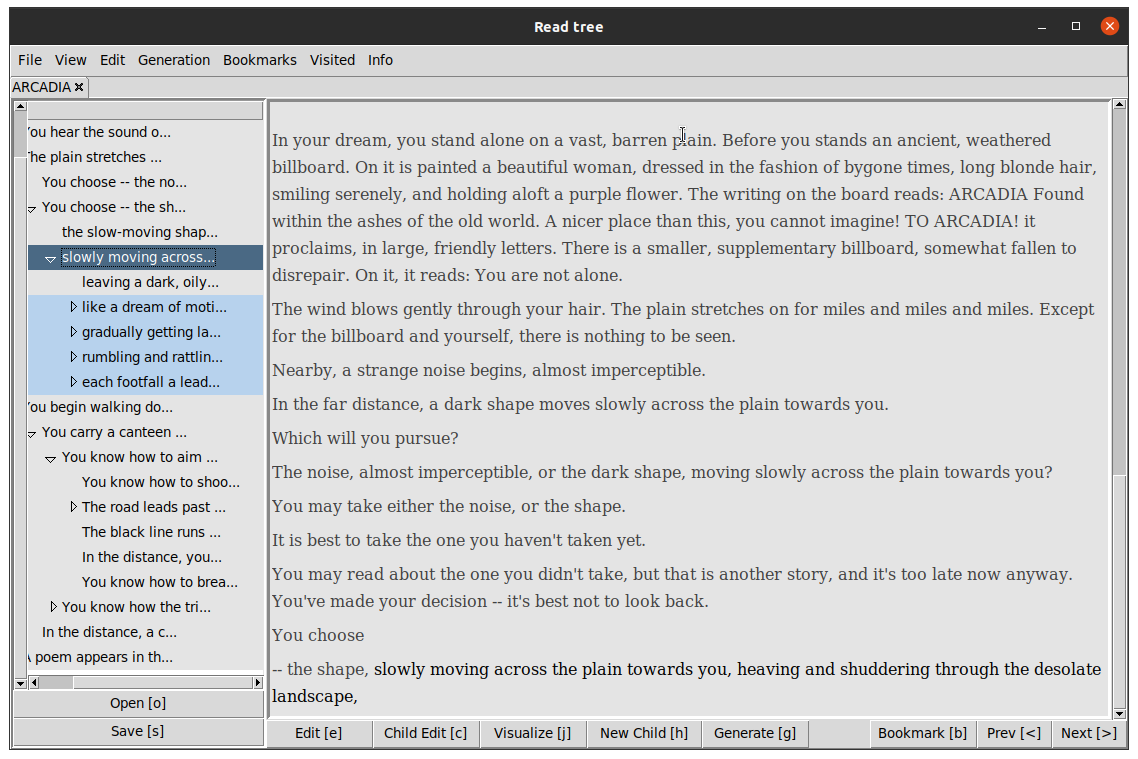 Read tree
File View Edit Generation Bookmarks Visited Info
ARCADIA
You hear the sound o...
The plain stretches ...
You choose -- the no...
You choose -- the sh...
the slow-moving shap...
slowly moving across...
leaving a dark, oily...
like a dream of moti...
gradually getting la...
rumbling and rattlin...
each footfall a lead...
You begin walking do...
You carry a canteen ...
You know how to aim ...
You know how to shoo...
The road leads past ...
The black line runs ...
In the distance, you...
You know how to brea...
You know how the tri...
In the distance, a c...
A poem appears in th...
Open [o]
Save [s]
In your dream, you stand alone on a vast, barren plain. Before you stands an ancient, weathered
billboard. On it is painted a beautiful woman, dressed in the fashion of bygone times, long blonde hair,
smiling serenely, and holding aloft a purple flower. The writing on the board reads: ARCADIA Found
within the ashes of the old world. A nicer place than this, you cannot imagine! TO ARCADIA! it
proclaims, in large, friendly letters. There is a smaller, supplementary billboard, somewhat fallen to
disrepair. On it, it reads: You are not alone.
The wind blows gently through your hair. The plain stretches on for miles and miles and miles. Except
for the billboard and yourself, there is nothing to be seen.
Nearby, a strange noise begins, almost imperceptible.
In the far distance, a dark shape moves slowly across the plain towards you.
Which will you pursue?
The noise, almost imperceptible, or the dark shape, moving slowly across the plain towards you?
You may take either the noise, or the shape.
It is best to take the one you haven't taken yet.
You may read about the one you didn't take, but that is another story, and it's too late now anyway.
You've made your decision -- it's best not to look back.
You choose
-- the shape, slowly moving across the plain towards you, heaving and shuddering through the desolate
landscape,
Edit [e] Child Edit [c] Visualize [j] New Child [h] Generate [g] Bookmark [b] Prev [<] Next [>]